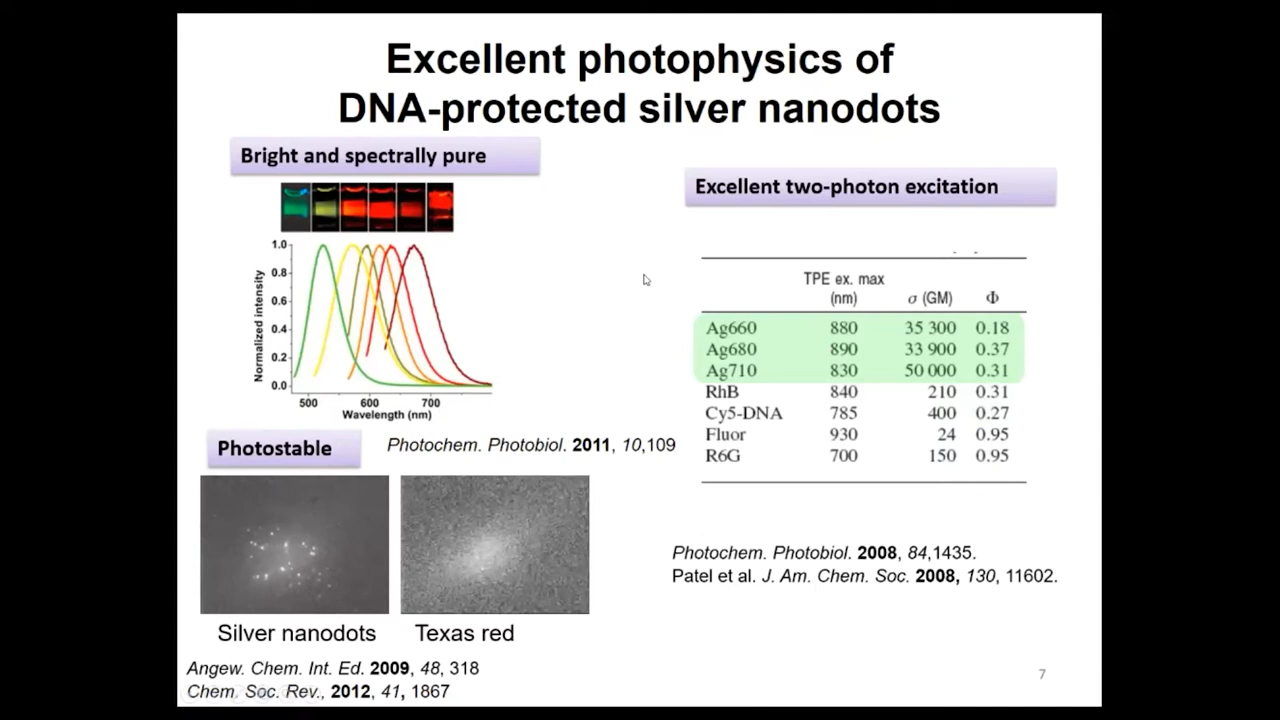 Excellent photophysics of
DNA-protected silver nanodots
Bright and spectrally pure
1.0
0.8
0.6
0.4
0.2
0.0
Normalized intensity
500 600 700
Wavelength (nm)
Photochem. Photobiol. 2011, 10,109
Photostable
Silver nanodots Texas red
Angew. Chem. Int. Ed. 2009, 48, 318
Chem. Soc. Rev., 2012, 41, 1867
Excellent two-photon excitation
TPE ex. max
(nm) σ (GM) Φ
Ag660 880 35 300 0.18
Ag680 890 33 900 0.37
Ag710 830 50 000 0.31
RhB 840 210 0.31
Cy5-DNA 785 400 0.27
Fluor 930 24 0.95
R6G 700 150 0.95
Photochem. Photobiol. 2008, 84,1435.
Patel et al. J. Am. Chem. Soc. 2008, 130, 11602.
7